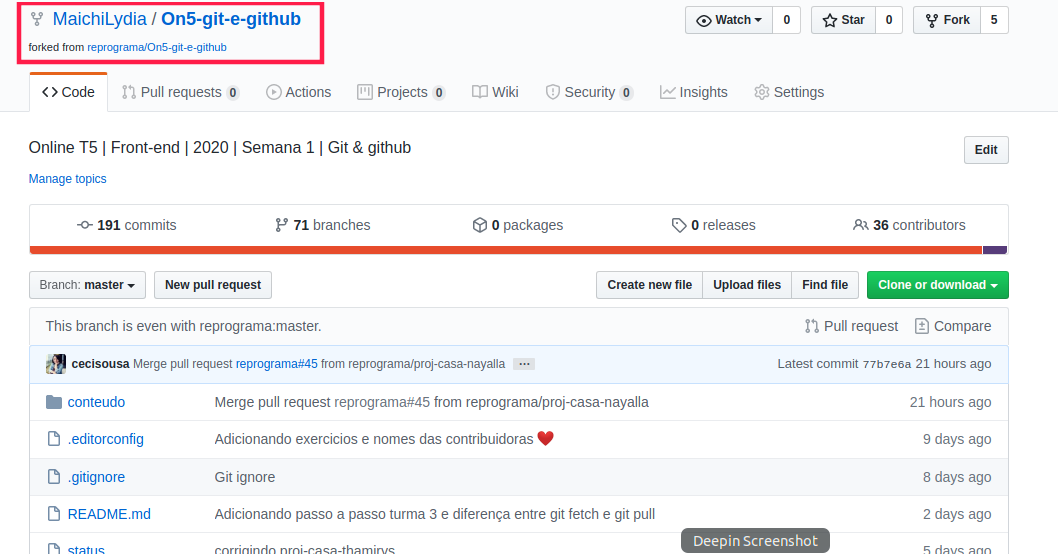 MaichiLydia / On5-git-e-github
Watch 0 Star 0 Fork 5
forked from reprograma/On5-git-e-github
Code Pull requests 0 Actions Projects 0 Wiki Security 0 Insights Settings
Online T5 | Front-end | 2020 | Semana 1 | Git & github
Edit
Manage topics
191 commits 71 branches 0 packages 0 releases 36 contributors
Branch: master New pull request Create new file Upload files Find file Clone or download
This branch is even with reprograma:master. Pull request Compare
cecisousa Merge pull request reprograma#45 from reprograma/proj-casa-nayalla ... Latest commit 77b7e6a 21 hours ago
conteudo Merge pull request reprograma#45 from reprograma/proj-casa-nayalla 21 hours ago
.editorconfig Adicionando exercicios e nomes das contribuidoras ❤️ 9 days ago
.gitignore Git ignore 8 days ago
README.md Adicionando passo a passo turma 3 e diferença entre git fetch e git pull 2 days ago
Deepin Screenshot
status corrigindo proj-casa-thamirys 5 days ago